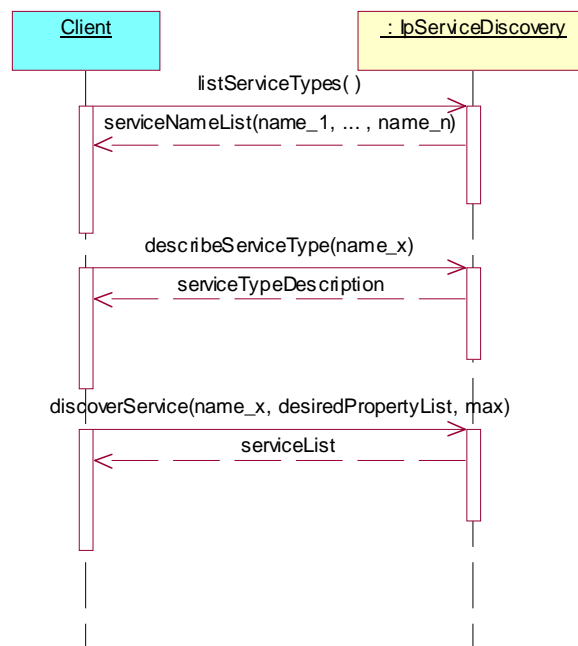 Client
: IpServiceDiscovery
listServiceTypes( )
serviceNameList(name_1, ... , name_n)
describeServiceType(name_x)
serviceTypeDescription
discoverService(name_x, desiredPropertyList, max)
serviceList